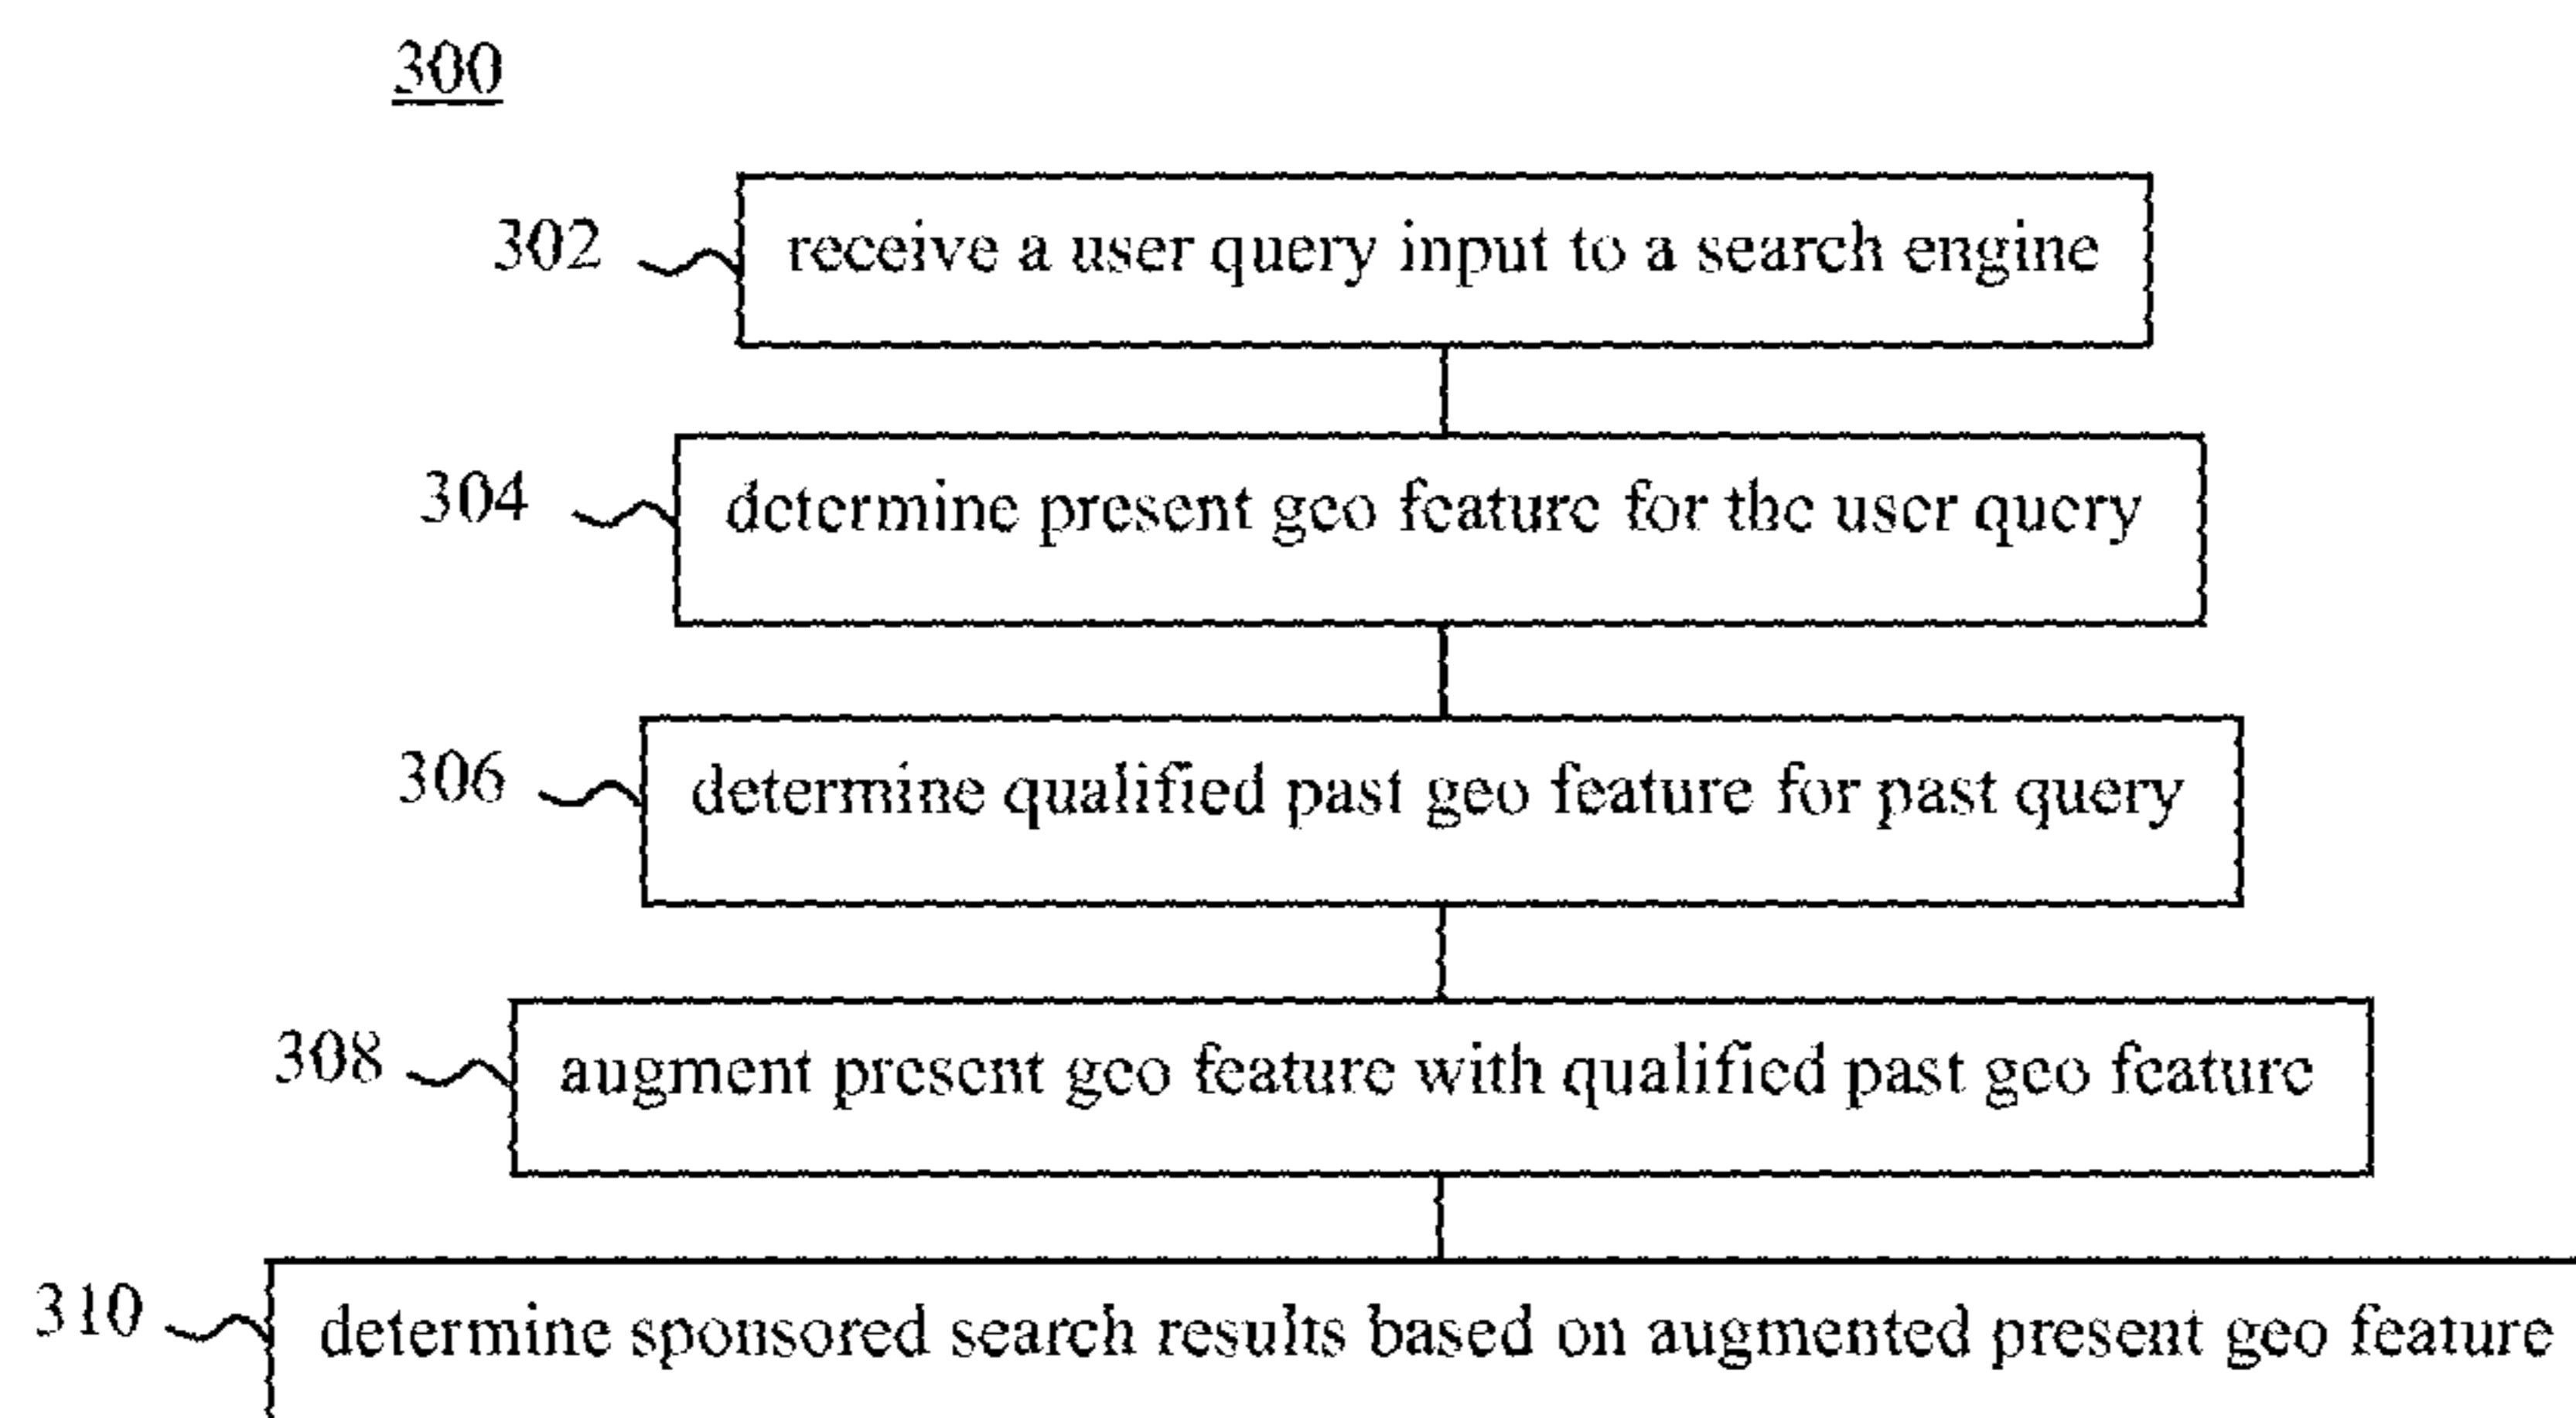 300
302 receive a user query input to a search engine
304 determine present geo feature for the user query
306 determine qualified past geo feature for past query
308 augment present geo feature with qualified past geo feature
310 determine sponsored search results based on augmented present geo feature